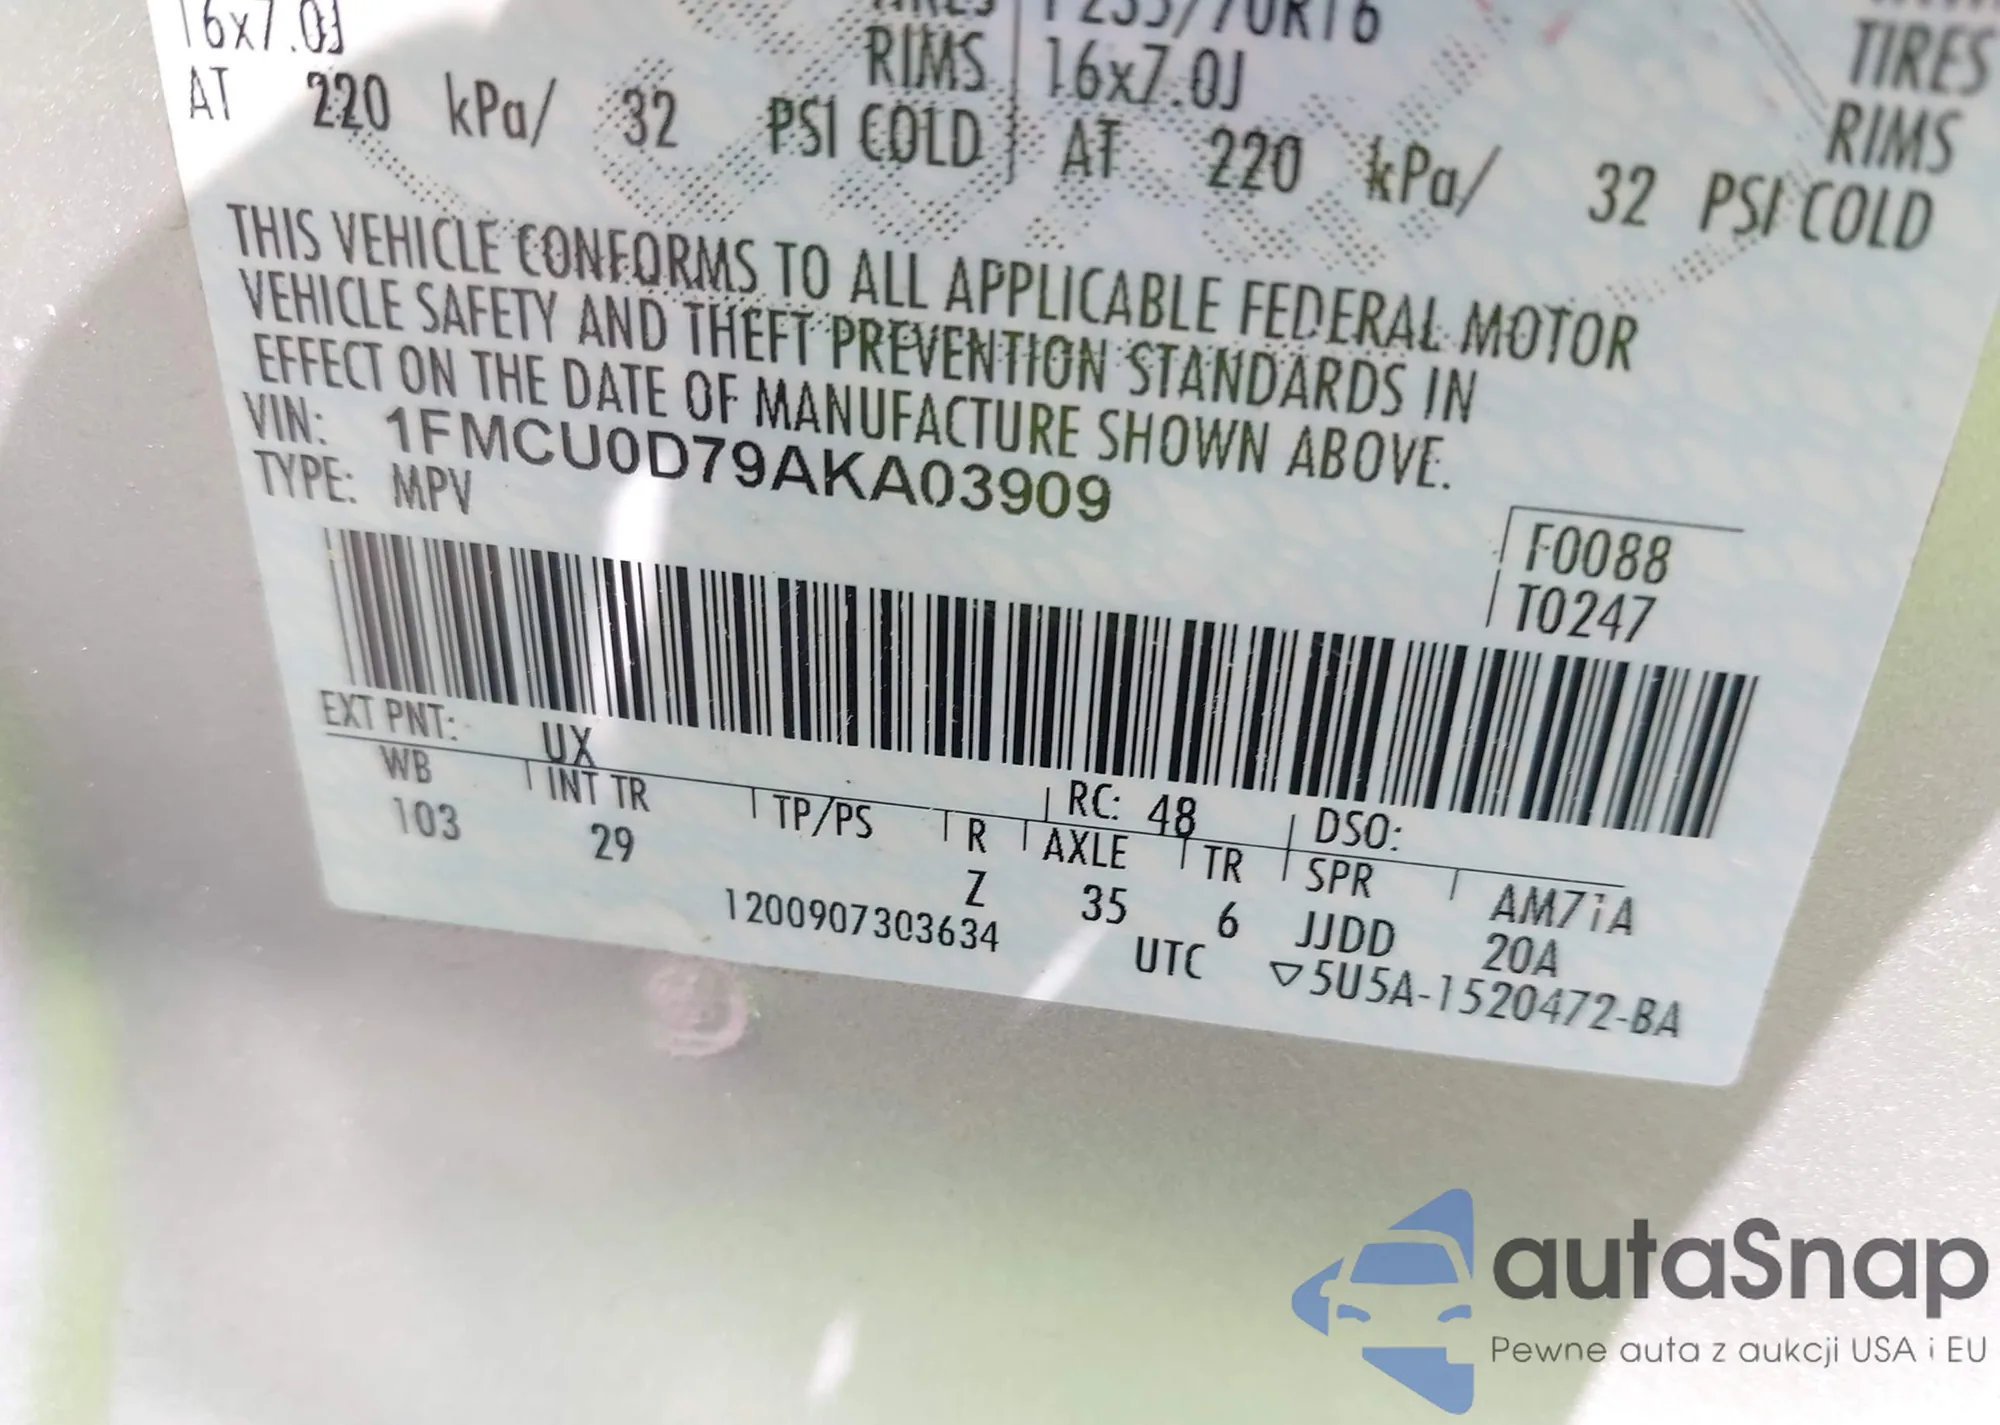 16x7.0J
AT 220 kPa/ 32 PSI COLD
RIMS 16x7.0J
AT 220 kPa/ 32 PSI COLD
TIRES
RIMS
THIS VEHICLE CONFORMS TO ALL APPLICABLE FEDERAL MOTOR
VEHICLE SAFETY AND THEFT PREVENTION STANDARDS IN
EFFECT ON THE DATE OF MANUFACTURE SHOWN ABOVE.
VIN: 1FMCU0D79AKA03909
TYPE: MPV
F0088
T0247
EXT PNT: UX RC: 48 DSO:
WB INT TR TP/PS R AXLE TR SPR AM71A
103 29 Z 35 6 JJDD 20A
1200907303634 UTC ▽5U5A-1520472-BA
autaSnap
Pewne auta z aukcji USA i EU